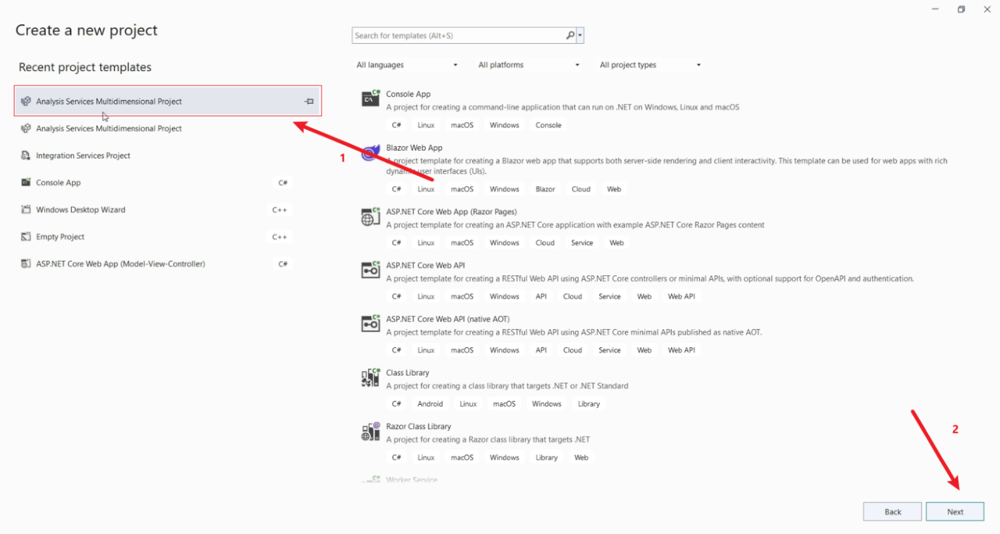 Create a new project
Search for templates (Alt+S)
Recent project templates
All languages
All platforms
All project types
Analysis Services Multidimensional Project
Analysis Services Multidimensional Project
Integration Services Project
Console App C#
Windows Desktop Wizard C++
Empty Project C++
ASP.NET Core Web App (Model-View-Controller) C#
1
Console App
A project for creating a command-line application that can run on .NET on Windows, Linux and macOS
C# Linux macOS Windows Console
Blazor Web App
A project template for creating a Blazor web app that supports both server-side rendering and client interactivity. This template can be used for web apps with rich
dynamic user interfaces (UIs).
C# Linux macOS Windows Blazor Cloud Web
ASP.NET Core Web App (Razor Pages)
A project template for creating an ASP.NET Core application with example ASP.NET Core Razor Pages content
C# Linux macOS Windows Cloud Service Web
ASP.NET Core Web API
A project template for creating a RESTful Web API using ASP.NET Core controllers or minimal APIs, with optional support for OpenAPI and authentication.
C# Linux macOS Windows API Cloud Service Web Web API
ASP.NET Core Web API (native AOT)
A project template for creating a RESTful Web API using ASP.NET Core minimal APIs published as native AOT.
C# Linux macOS Windows API Cloud Service Web Web API
Class Library
A project for creating a class library that targets .NET or .NET Standard
C# Android Linux macOS Windows Library
Razor Class Library
A project for creating a Razor class library that targets .NET
C# Linux macOS Windows Library Web
Worker Service
2
Back
Next